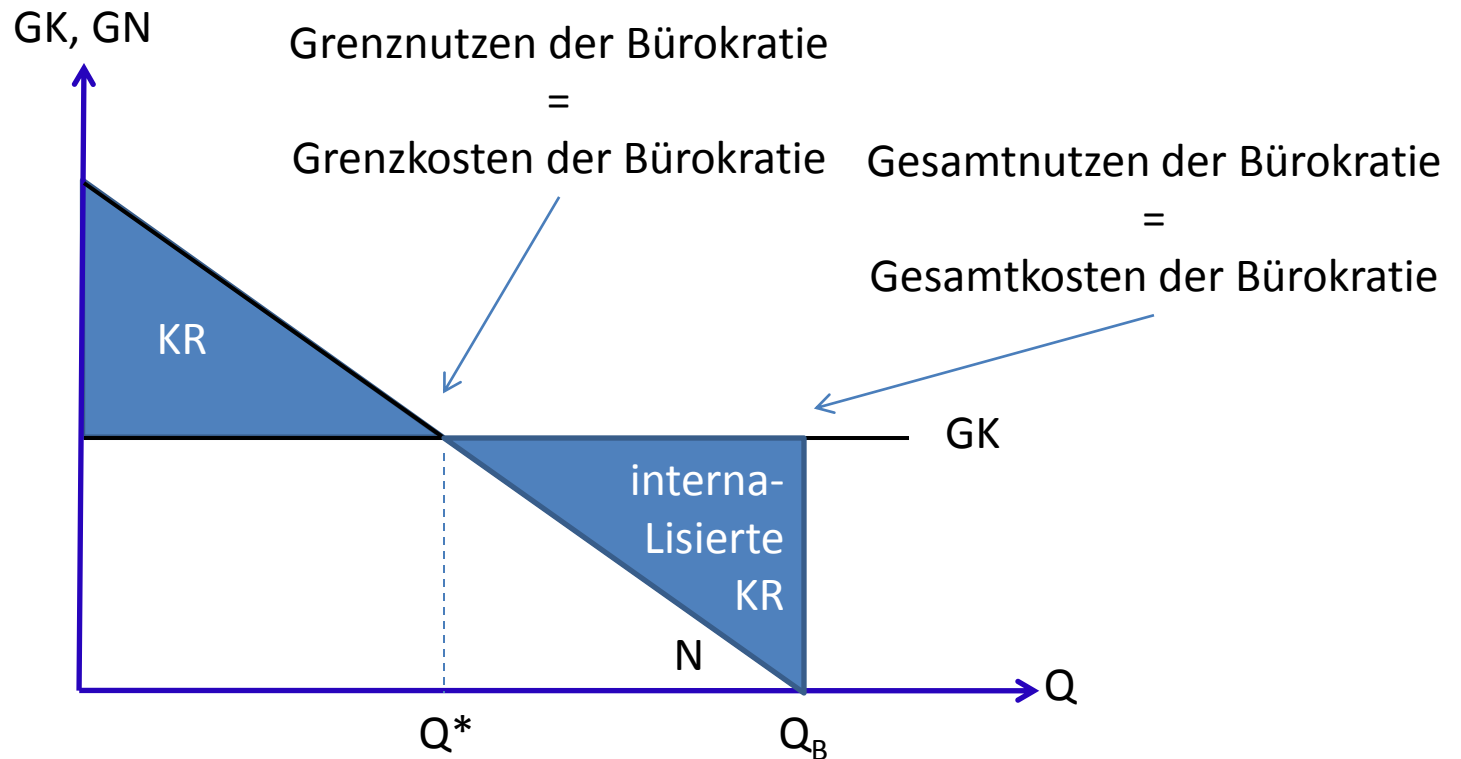 GK, GN
Grenznutzen der Bürokratie
=
Grenzkosten der Bürokratie
Gesamtnutzen der Bürokratie
=
Gesamtkosten der Bürokratie
KR
GK
interna-
Lisierte
KR
N
Q
Q*
Q_B